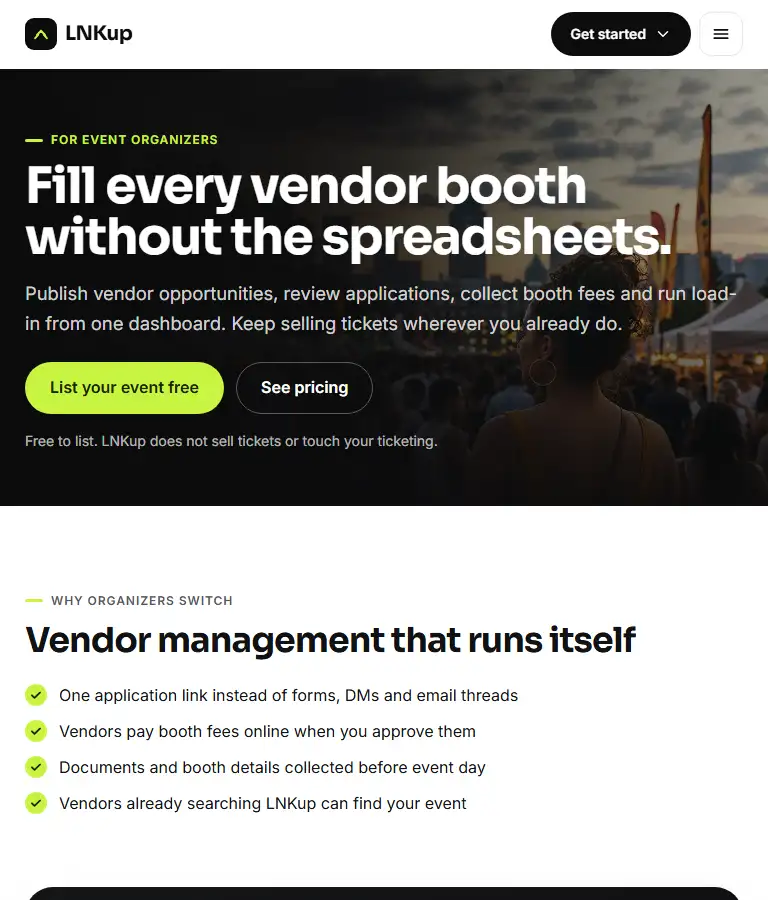 LNKup
Get started
FOR EVENT ORGANIZERS
Fill every vendor booth
without the spreadsheets.
Publish vendor opportunities, review applications, collect booth fees and run load-
in from one dashboard. Keep selling tickets wherever you already do.
List your event free
See pricing
Free to list. LNKup does not sell tickets or touch your ticketing.
WHY ORGANIZERS SWITCH
Vendor management that runs itself
One application link instead of forms, DMs and email threads
Vendors pay booth fees online when you approve them
Documents and booth details collected before event day
Vendors already searching LNKup can find your event